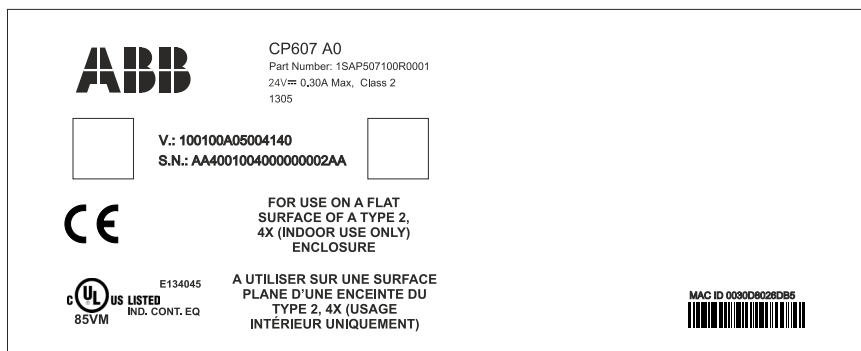 ABB
CP607 A0
Part Number: 1SAP507100R0001
24V 0.30A Max, Class 2
1305
V.: 100100A05004140
S.N.: AA4001004000000002AA
CE
FOR USE ON A FLAT
SURFACE OF A TYPE 2,
4X (INDOOR USE ONLY)
ENCLOSURE
C UL US LISTED
85VM
E134045
IND. CONT. EQ
A UTILISER SUR UNE SURFACE
PLANE D'UNE ENCEINTE DU
TYPE 2, 4X (USAGE
INTÉRIEUR UNIQUEMENT)
MAC ID 0030D8026DB5